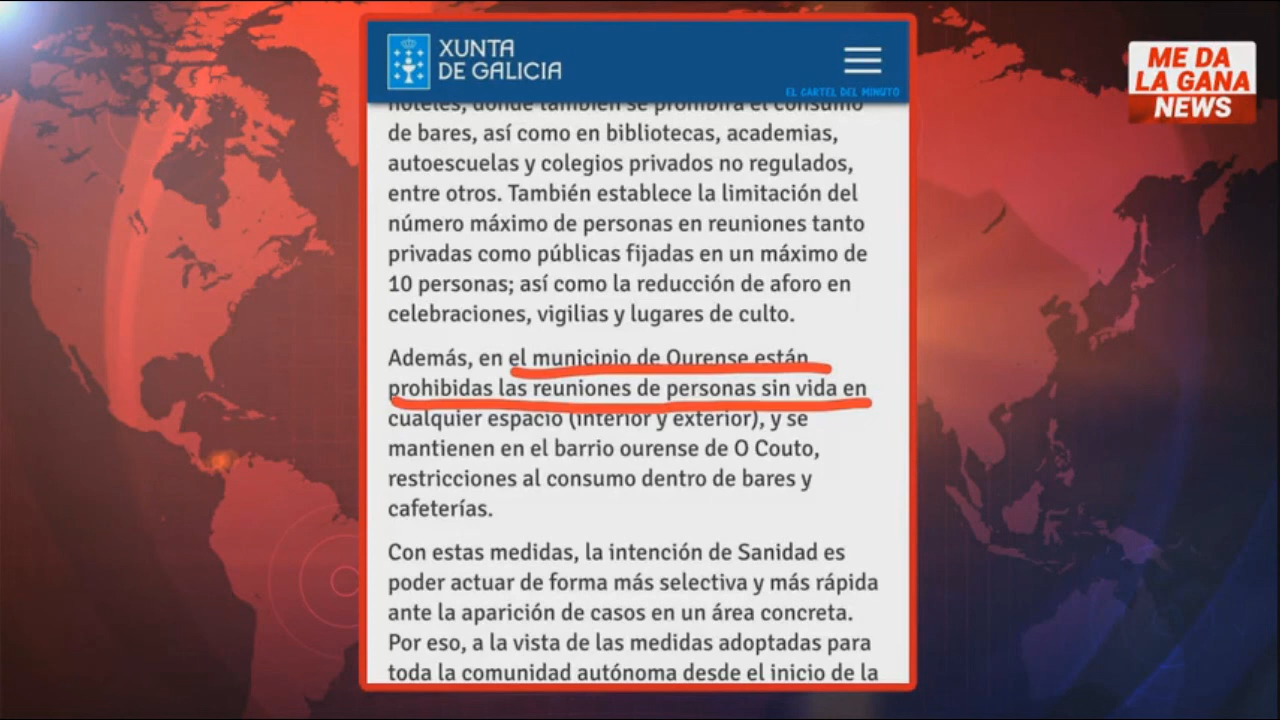 XUNTA
DE GALICIA
EL CARTEL DEL MINUTO
ME DA
LA GANA
NEWS
hoteles, donde también se prohibirá el consumo
de bares, así como en bibliotecas, academias,
autoescuelas y colegios privados no regulados,
entre otros. También establece la limitación del
número máximo de personas en reuniones tanto
privadas como públicas fijadas en un máximo de
10 personas; así como la reducción de aforo en
celebraciones, vigilias y lugares de culto.
Además, en el municipio de Ourense están
prohibidas las reuniones de personas sin vida en
cualquier espacio (interior y exterior), y se
mantienen en el barrio ourense de O Couto,
restricciones al consumo dentro de bares y
cafeterías.
Con estas medidas, la intención de Sanidad es
poder actuar de forma más selectiva y más rápida
ante la aparición de casos en un área concreta.
Por eso, a la vista de las medidas adoptadas para
toda la comunidad autónoma desde el inicio de la